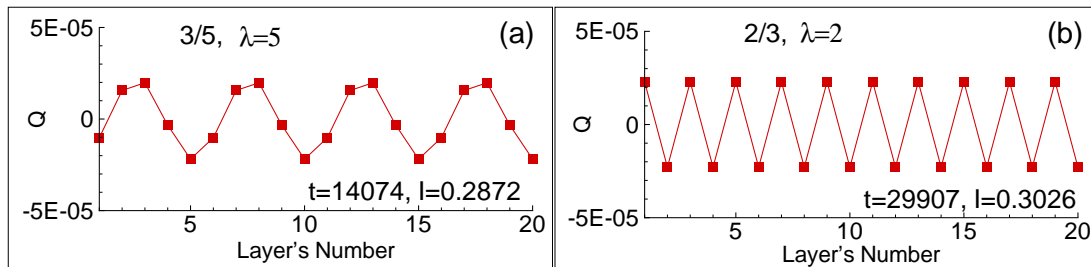 5E-05
3/5, λ=5
(a)
Q
0
t=14074, I=0.2872
-5E-05
5 10 15 20
Layer's Number
5E-05
2/3, λ=2
(b)
Q
0
t=29907, I=0.3026
-5E-05
5 10 15 20
Layer's Number